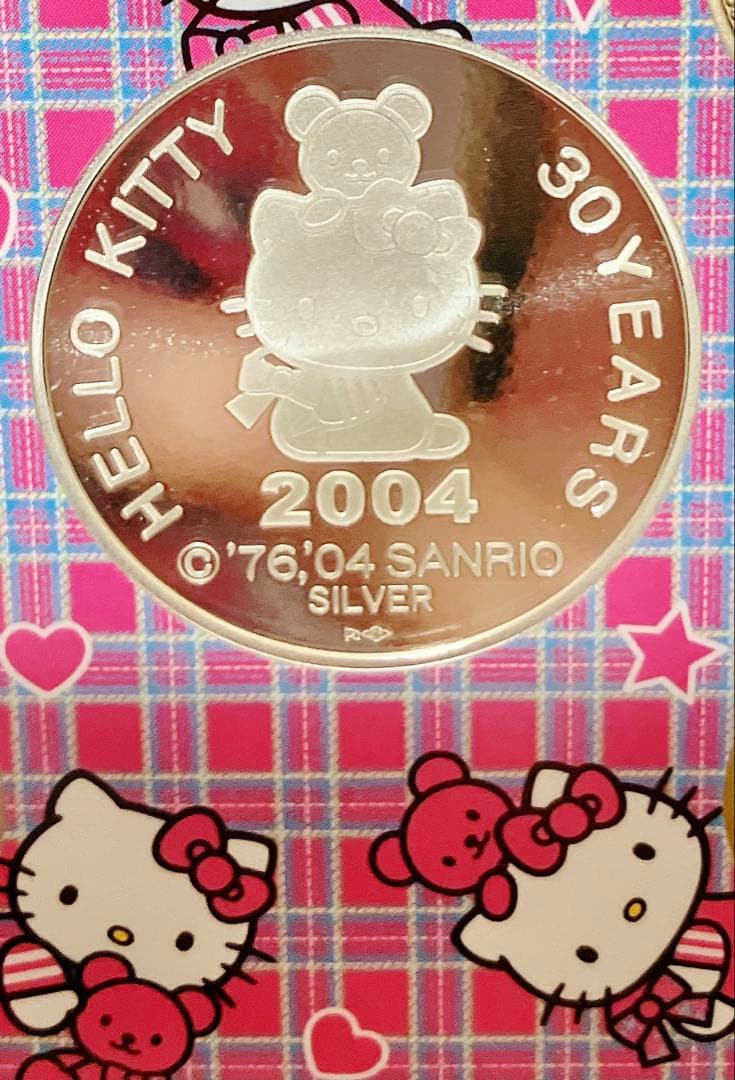 HELLO KITTY
30 YEARS
2004
© '76,'04 SANRIO
SILVER